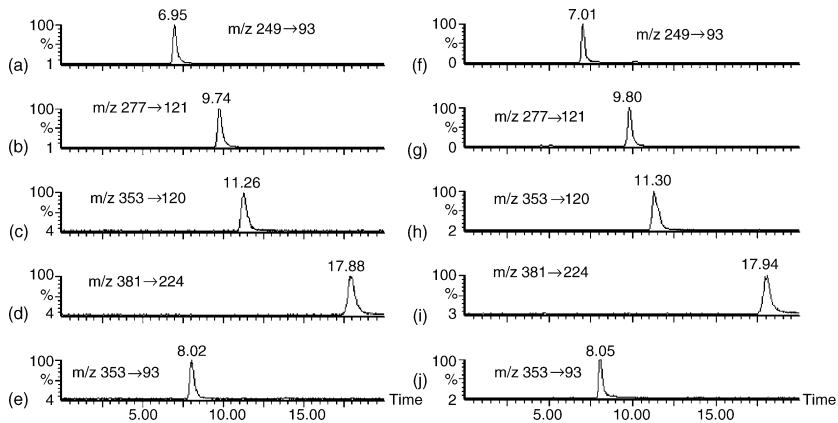 6.95
100
%
1
m/z 249→93
(a)
9.74
100
%
1
m/z 277→121
(b)
11.26
100
%
4
m/z 353→120
(c)
17.88
100
%
4
m/z 381→224
(d)
8.02
100
%
4
m/z 353→93
(e)
Time
5.00 10.00 15.00
7.01
100
%
0
m/z 249→93
(f)
9.80
100
%
0
m/z 277→121
(g)
11.30
100
%
2
m/z 353→120
(h)
17.94
100
%
3
m/z 381→224
(i)
8.05
100
%
2
m/z 353→93
(j)
Time
5.00 10.00 15.00